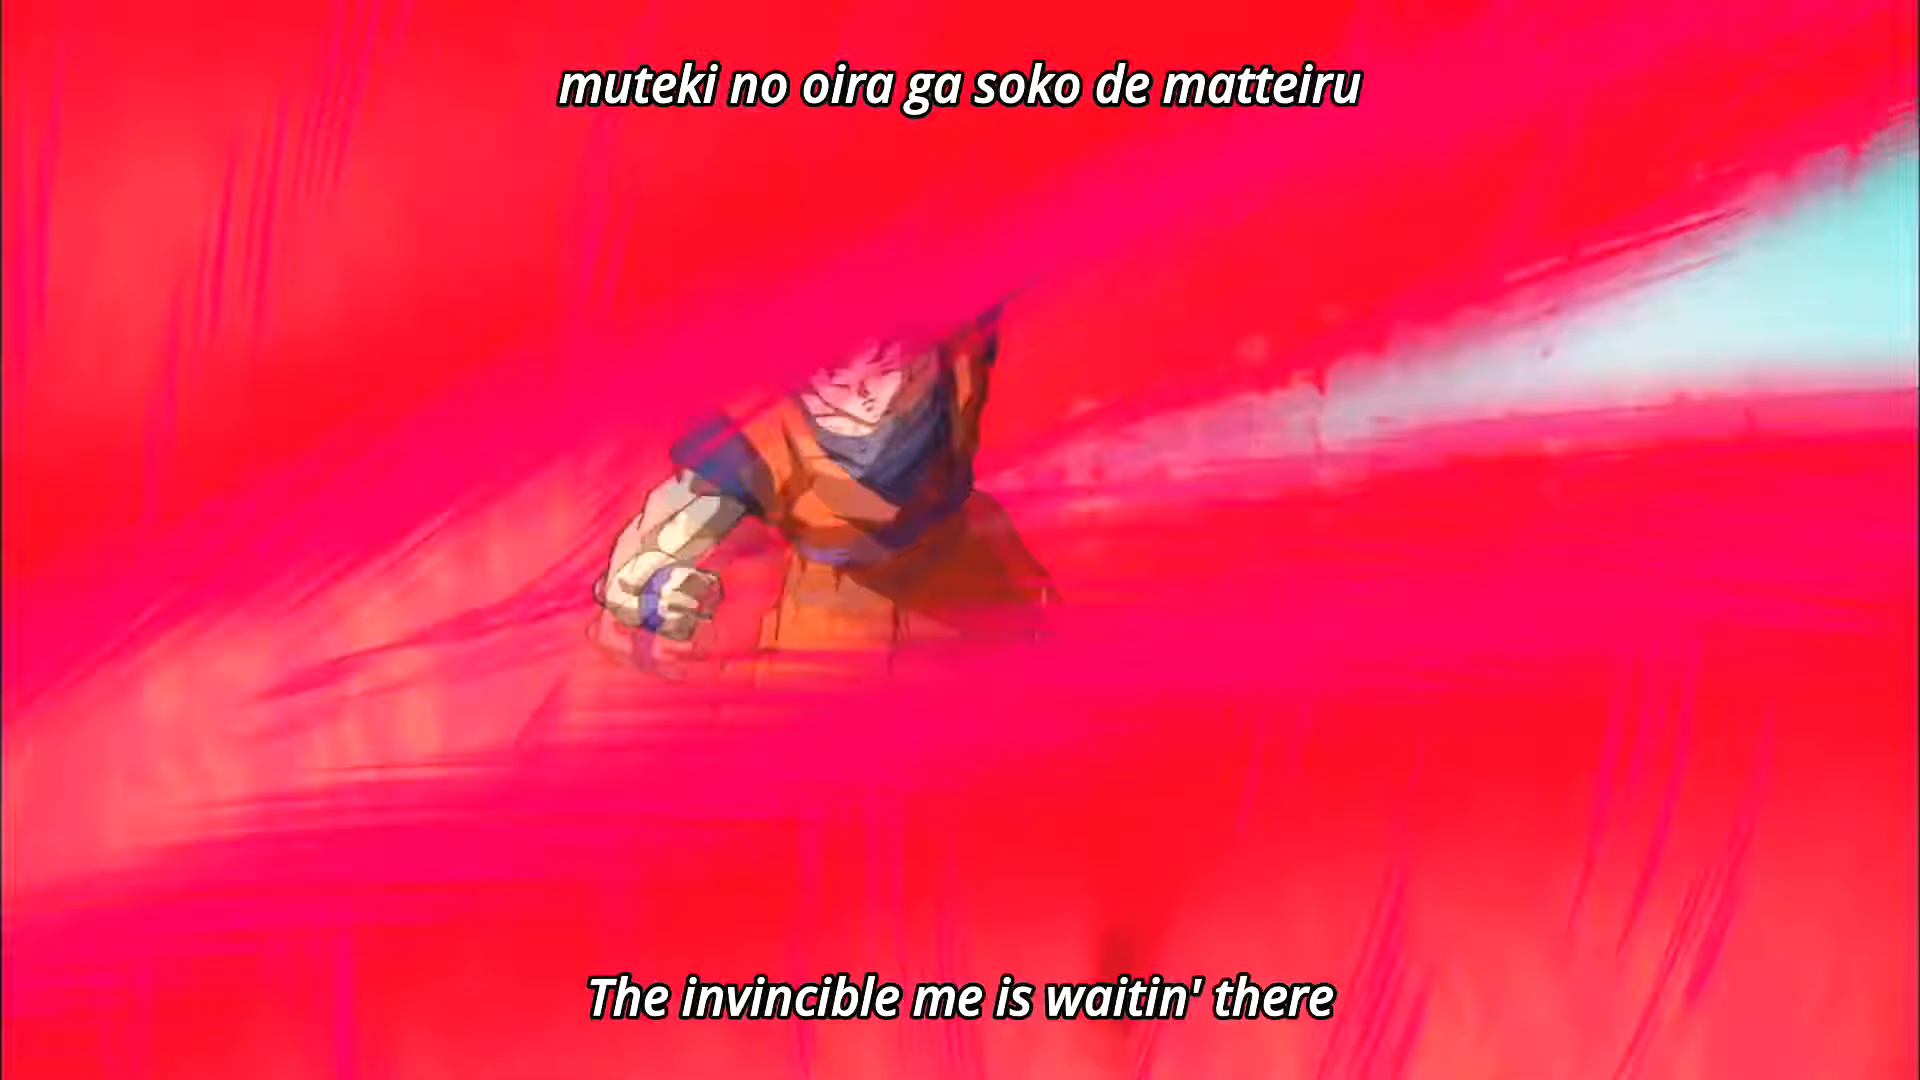 muteki no oira ga soko de matteiru
The invincible me is waitin' there